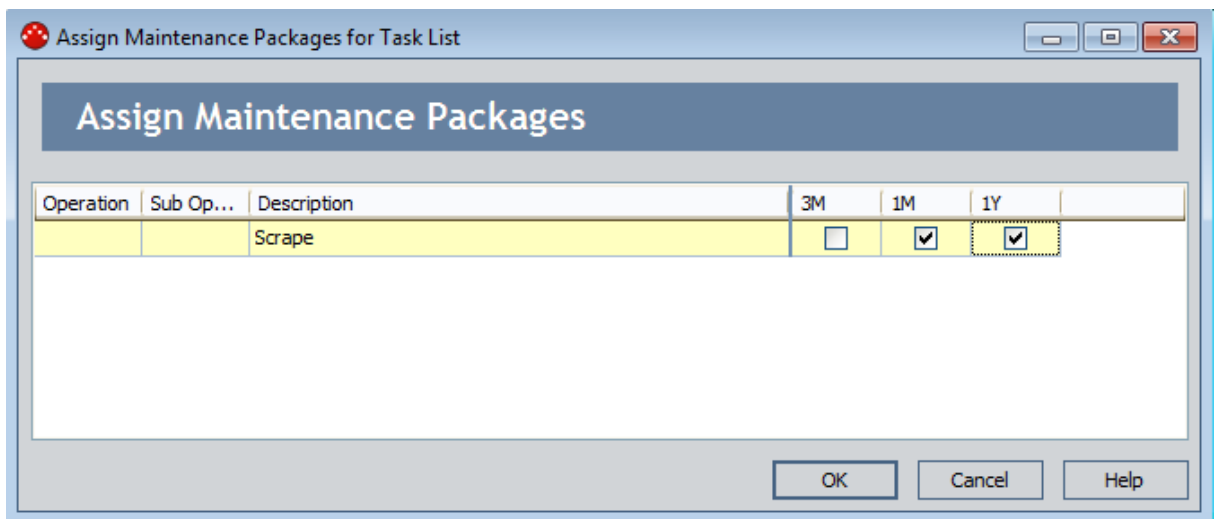 Assign Maintenance Packages for Task List
Assign Maintenance Packages
Operation Sub Op... Description 3M 1M 1Y
Scrape
OK Cancel Help